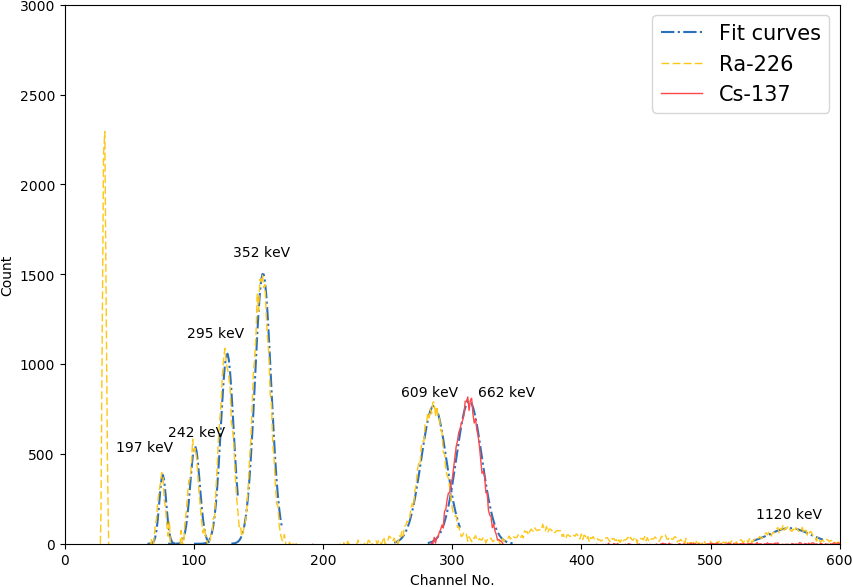 3000
2500
2000
1500
1000
500
0
Count
Fit curves
Ra-226
Cs-137
352 keV
295 keV
242 keV
197 keV
609 keV
662 keV
1120 keV
0
100
200
300
400
500
600
Channel No.